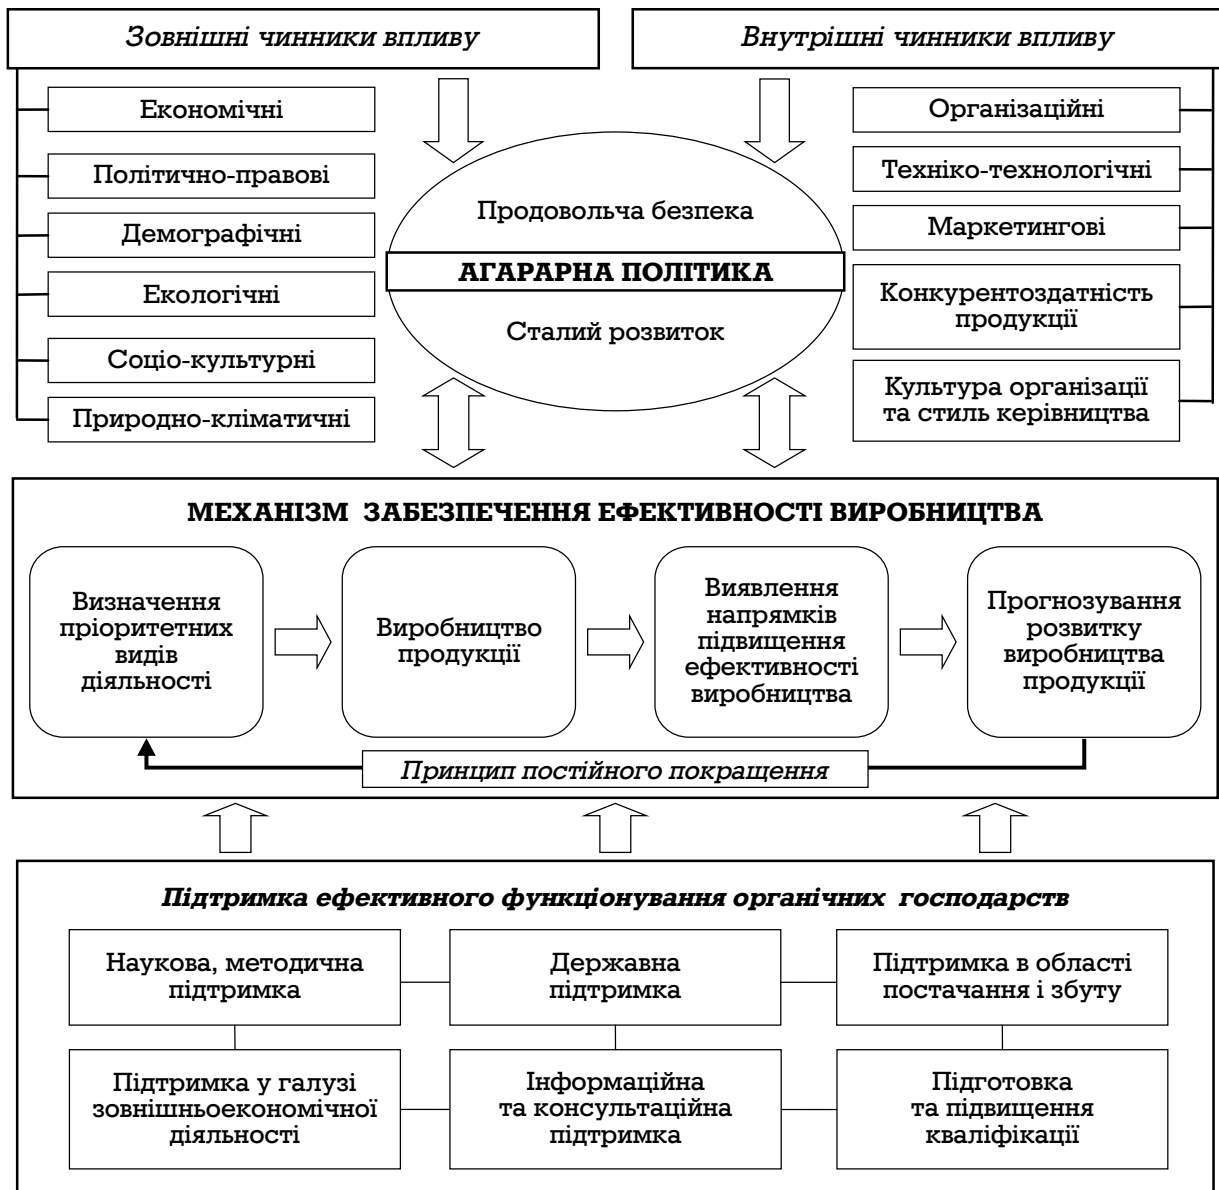 Зовнішні чинники впливу
Економічні
Політично-правові
Демографічні
Екологічні
Соціо-культурні
Природно-кліматичні
Внутрішні чинники впливу
Організаційні
Техніко-технологічні
Маркетингові
Конкурентоздатність
продукції
Культура організації
та стиль керівництва
Продовольча безпека
АГАРАРНА ПОЛІТИКА
Сталий розвиток
МЕХАНІЗМ ЗАБЕЗПЕЧЕННЯ ЕФЕКТИВНОСТІ ВИРОБНИЦТВА
Визначення
пріоритетних
видів
діяльності
Виробництво
продукції
Виявлення
напрямків
підвищення
ефективності
виробництва
Прогнозування
розвитку
виробництва
продукції
Принцип постійного покращення
Підтримка ефективного функціонування органічних господарств
Наукова, методична
підтримка
Державна
підтримка
Підтримка в області
постачання і збуту
Підтримка у галузі
зовнішньоекономічної
діяльності
Інформаційна
та консультаційна
підтримка
Підготовка
та підвищення
кваліфікації